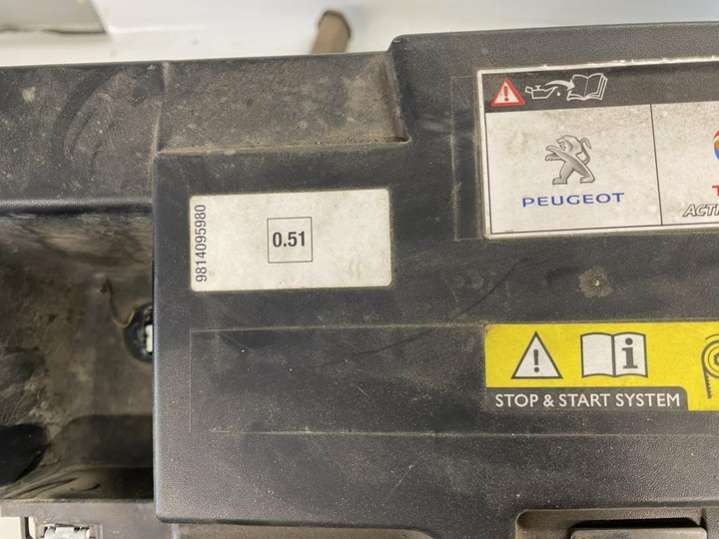 PEUGEOT
9814095980
0.51
STOP & START SYSTEM